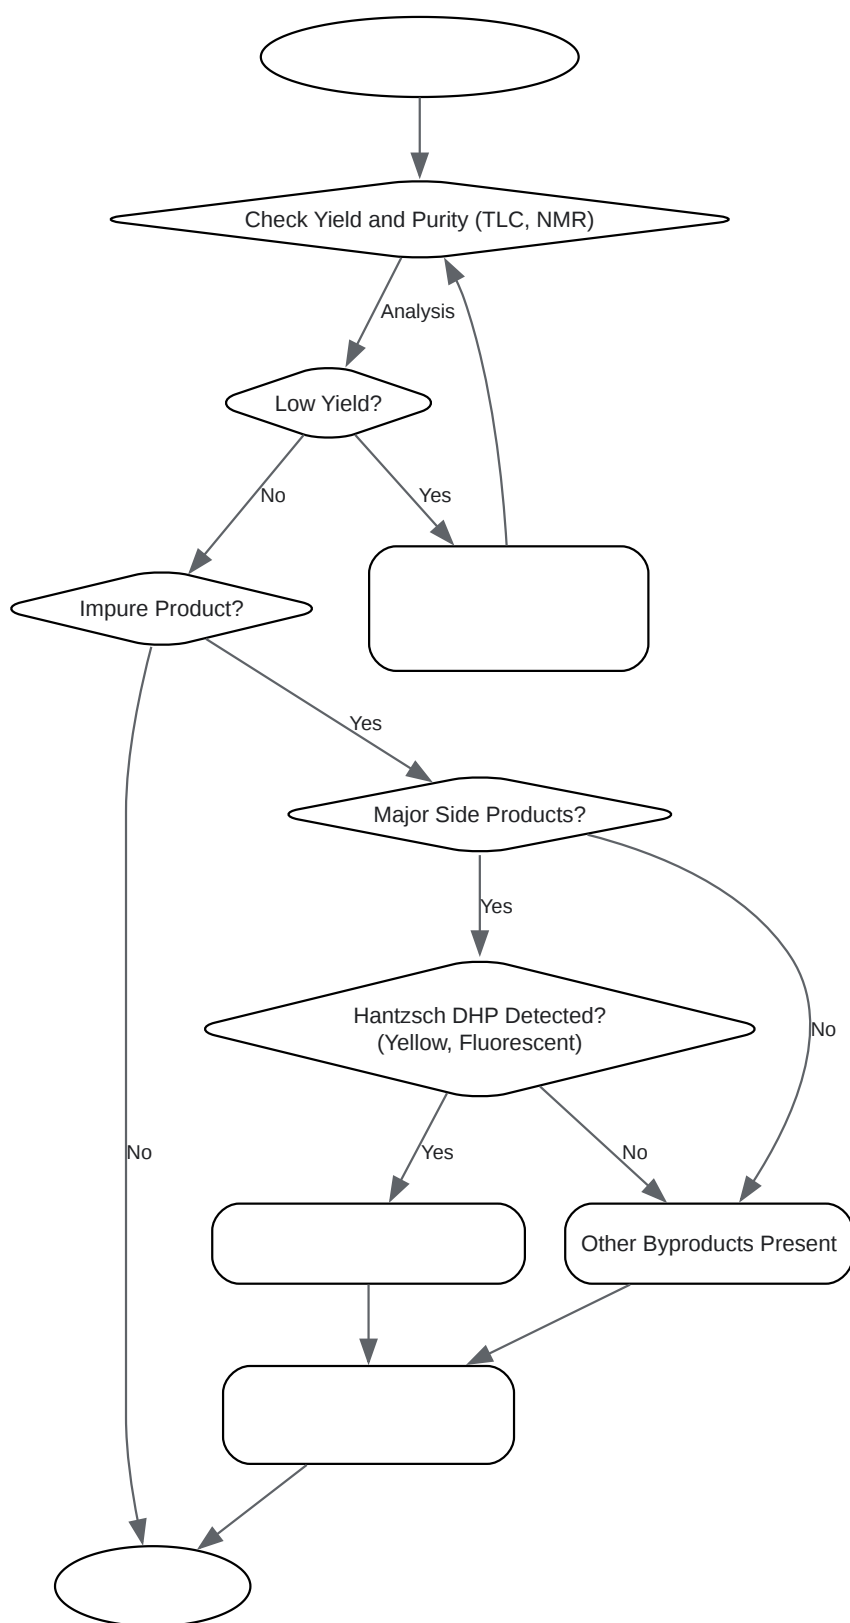 Check Yield and Purity (TLC, NMR)
Analysis
Low Yield?
No
Yes
Impure Product?
Yes
Major Side Products?
Yes
Hantzsch DHP Detected?
(Yellow, Fluorescent)
No
No
Yes
No
Other Byproducts Present